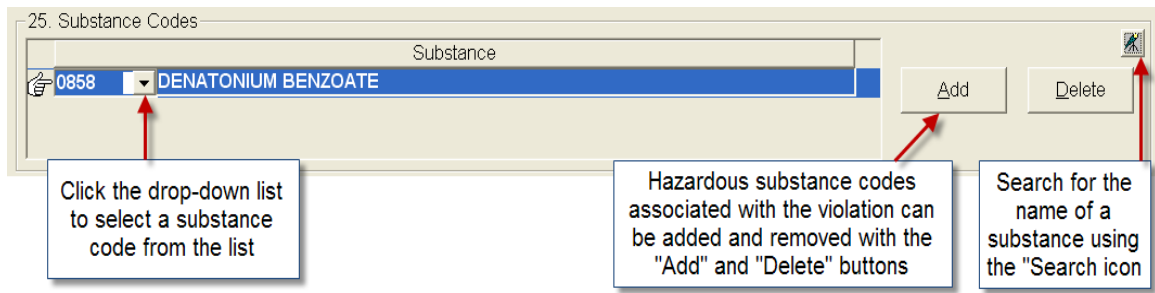 25. Substance Codes
Substance
0858 DENATONIUM BENZOATE
Add Delete
Click the drop-down list
to select a substance
code from the list
Hazardous substance codes
associated with the violation can
be added and removed with the
"Add" and "Delete" buttons
Search for the
name of a
substance using
the "Search icon